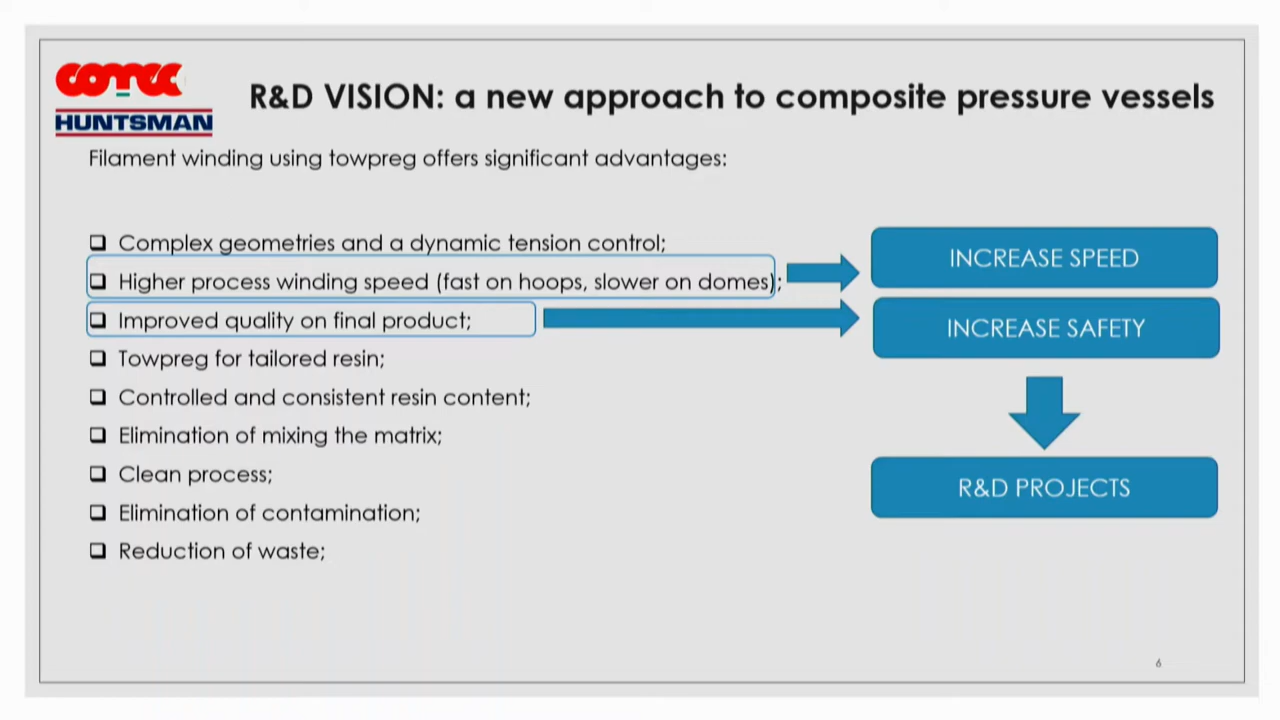 COTEC
HUNTSMAN
R&D VISION: a new approach to composite pressure vessels
Filament winding using towpreg offers significant advantages:
❑ Complex geometries and a dynamic tension control;
❑ Higher process winding speed (fast on hoops, slower on domes);
❑ Improved quality on final product;
❑ Towpreg for tailored resin;
❑ Controlled and consistent resin content;
❑ Elimination of mixing the matrix;
❑ Clean process;
❑ Elimination of contamination;
❑ Reduction of waste;
INCREASE SPEED
INCREASE SAFETY
R&D PROJECTS
6